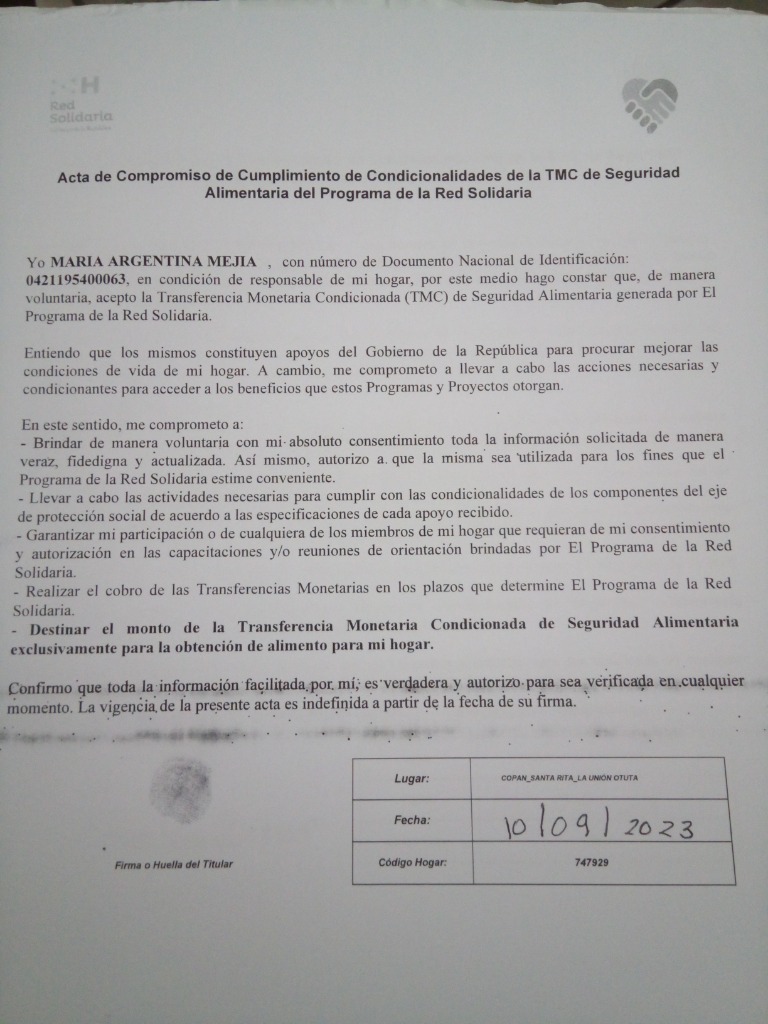 H
Red
Solidaria
Acta de Compromiso de Cumplimiento de Condicionalidades de la TMC de Seguridad
Alimentaria del Programa de la Red Solidaria
Yo MARIA ARGENTINA MEJIA , con número de Documento Nacional de Identificación:
0421195400063, en condición de responsable de mi hogar, por este medio hago constar que, de manera
voluntaria, acepto la Transferencia Monetaria Condicionada (TMC) de Seguridad Alimentaria generada por El
Programa de la Red Solidaria.
Entiendo que los mismos constituyen apoyos del Gobierno de la República para procurar mejorar las
condiciones de vida de mi hogar. A cambio, me comprometo a llevar a cabo las acciones necesarias y
condicionantes para acceder a los beneficios que estos Programas y Proyectos otorgan.
En este sentido, me comprometo a:
- Brindar de manera voluntaria con mi absoluto consentimiento toda la información solicitada de manera
veraz, fidedigna y actualizada. Así mismo, autorizo a que la misma sea utilizada para los fines que el
Programa de la Red Solidaria estime conveniente.
- Llevar a cabo las actividades necesarias para cumplir con las condicionalidades de los componentes del eje
de protección social de acuerdo a las especificaciones de cada apoyo recibido.
- Garantizar mi participación o de cualquiera de los miembros de mi hogar que requieran de mi consentimiento
y autorización en las capacitaciones y/o reuniones de orientación brindadas por El Programa de la Red
Solidaria.
- Realizar el cobro de las Transferencias Monetarias en los plazos que determine El Programa de la Red
Solidaria.
- Destinar el monto de la Transferencia Monetaria Condicionada de Seguridad Alimentaria
exclusivamente para la obtención de alimento para mi hogar.
Confirmo que toda la información facilitada por mí, es verdadera y autorizo para sea verificada en cualquier
momento. La vigencia de la presente acta es indefinida a partir de la fecha de su firma.
Lugar: COPAN_SANTA RITA_LA UNIÓN OTUTA
Fecha: 10/09/2023
Firma o Huella del Titular
Código Hogar: 747929